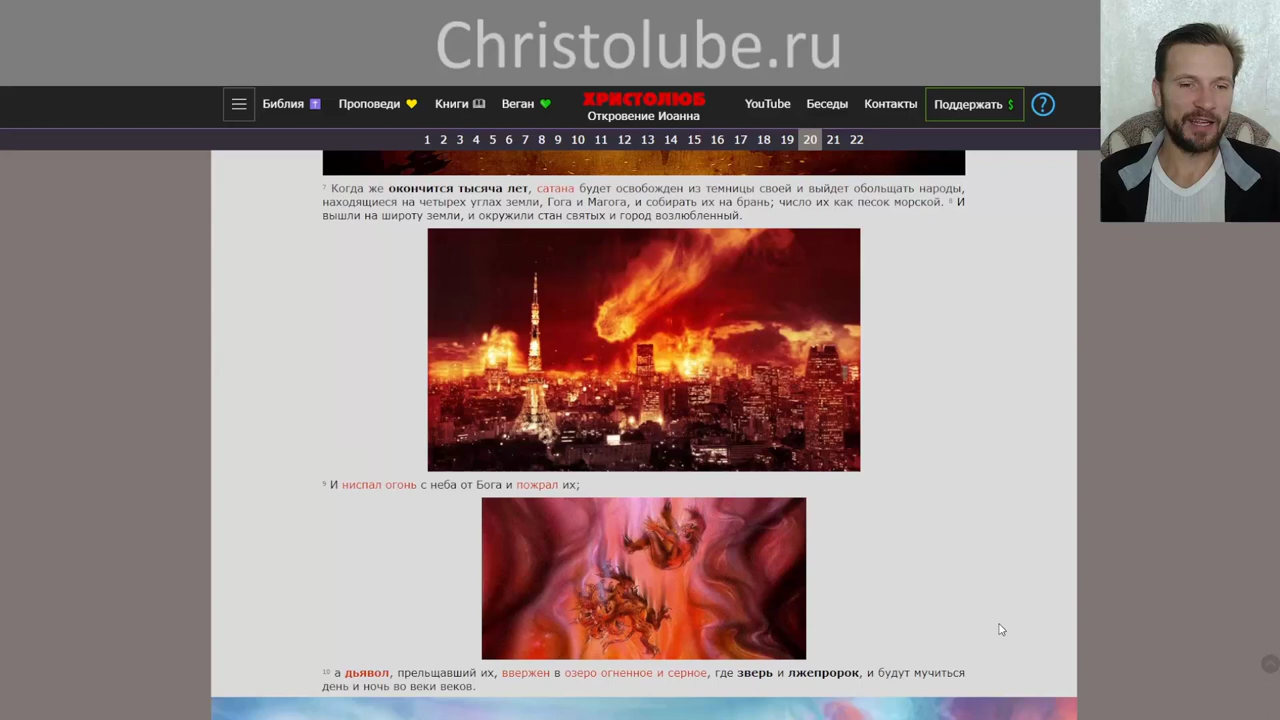 Christolube.ru
Библия Проповеди Книги Веган ХРИСТОЛЮБ YouTube Беседы Контакты Поддержать $ ?
Откровение Иоанна
1 2 3 4 5 6 7 8 9 10 11 12 13 14 15 16 17 18 19 20 21 22
7 Когда же окончится тысяча лет, сатана будет освобожден из темницы своей и выйдет обольщать народы,
находящиеся на четырех углах земли, Гога и Магога, и собирать их на брань; число их как песок морской. 8 И
вышли на широту земли, и окружили стан святых и город возлюбленный.
9 И ниспал огонь с неба от Бога и пожрал их;
10 а дьявол, прельщавший их, ввержен в озеро огненное и серное, где зверь и лжепророк, и будут мучиться
день и ночь во веки веков.